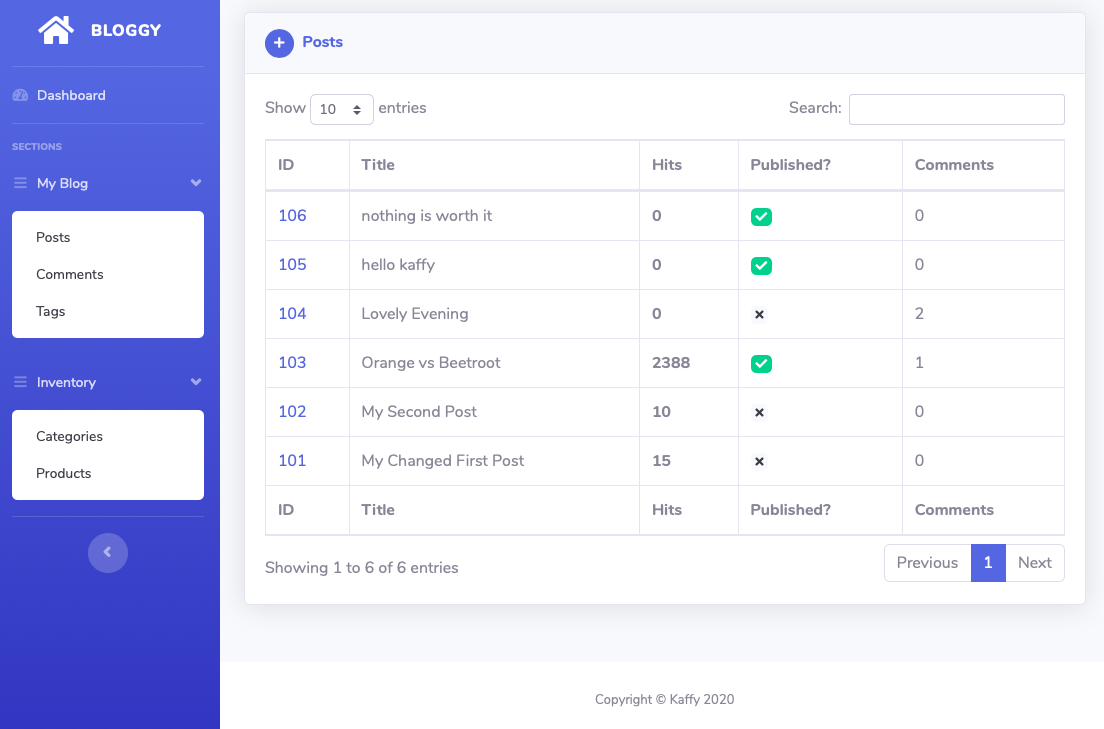 BLOGGY
Dashboard
SECTIONS
My Blog
Posts
Comments
Tags
Inventory
Categories
Products
Posts
Show 10 entries
Search:
ID Title Hits Published? Comments
106 nothing is worth it 0 0
105 hello kaffy 0 0
104 Lovely Evening 0 2
103 Orange vs Beetroot 2388 1
102 My Second Post 10 0
101 My Changed First Post 15 0
ID Title Hits Published? Comments
Showing 1 to 6 of 6 entries
Previous 1 Next
Copyright © Kaffy 2020